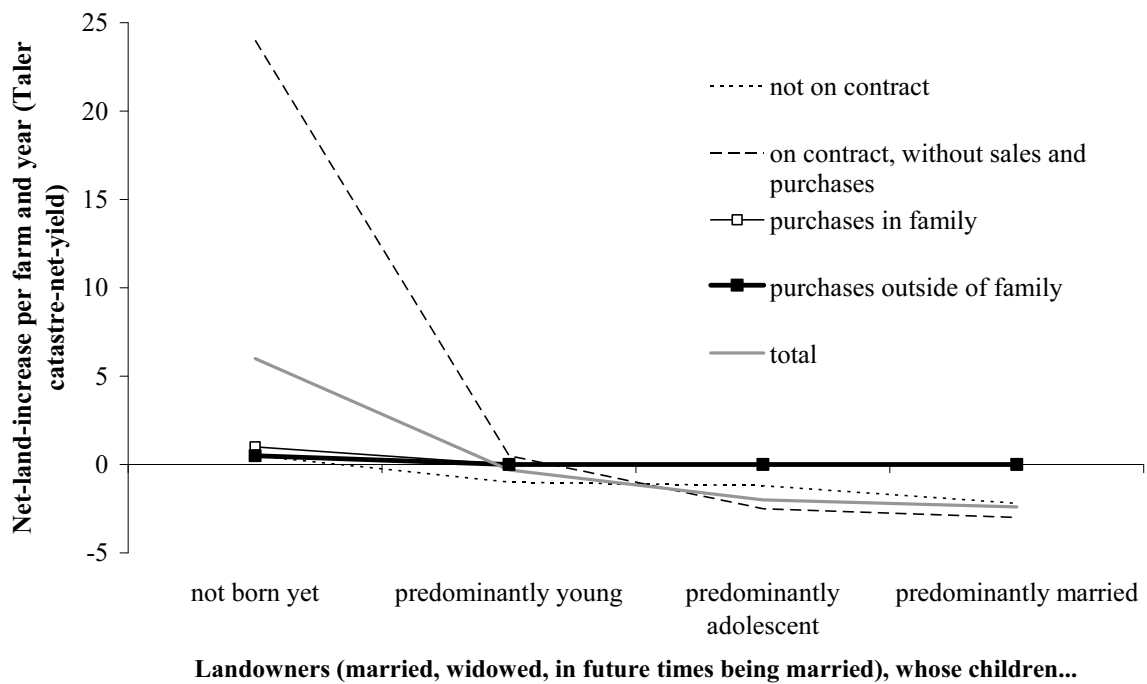 Net-land-increase per farm and year (Taler
catastre-net-yield)
25
20
15
10
5
0
-5
not on contract
on contract, without sales and
purchases
purchases in family
purchases outside of family
total
not born yet
predominantly young
predominantly
adolescent
predominantly married
Landowners (married, widowed, in future times being married), whose children...